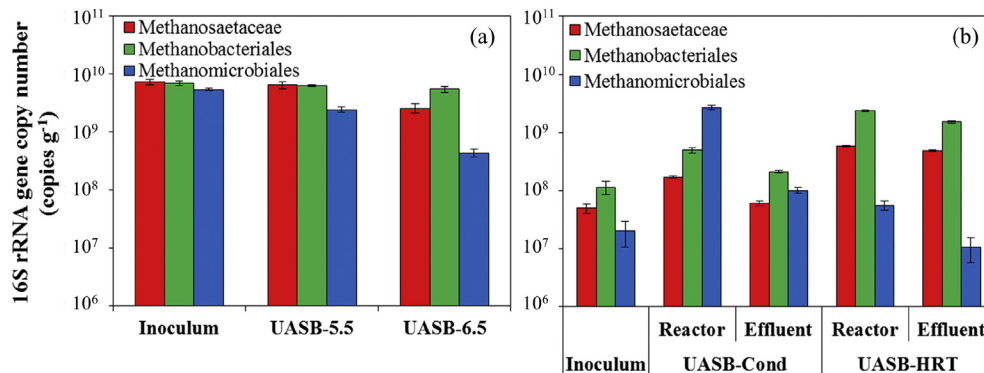 16S rRNA gene copy number
(copies g⁻¹)
10¹¹
10¹⁰
10⁹
10⁸
10⁷
10⁶
Methanosaetaceae
Methanobacteriales
Methanomicrobiales
(a)
Inoculum UASB-5.5 UASB-6.5
10¹¹
10¹⁰
10⁹
10⁸
10⁷
10⁶
Methanosaetaceae
Methanobacteriales
Methanomicrobiales
(b)
Reactor Effluent Reactor Effluent
Inoculum UASB-Cond UASB-HRT